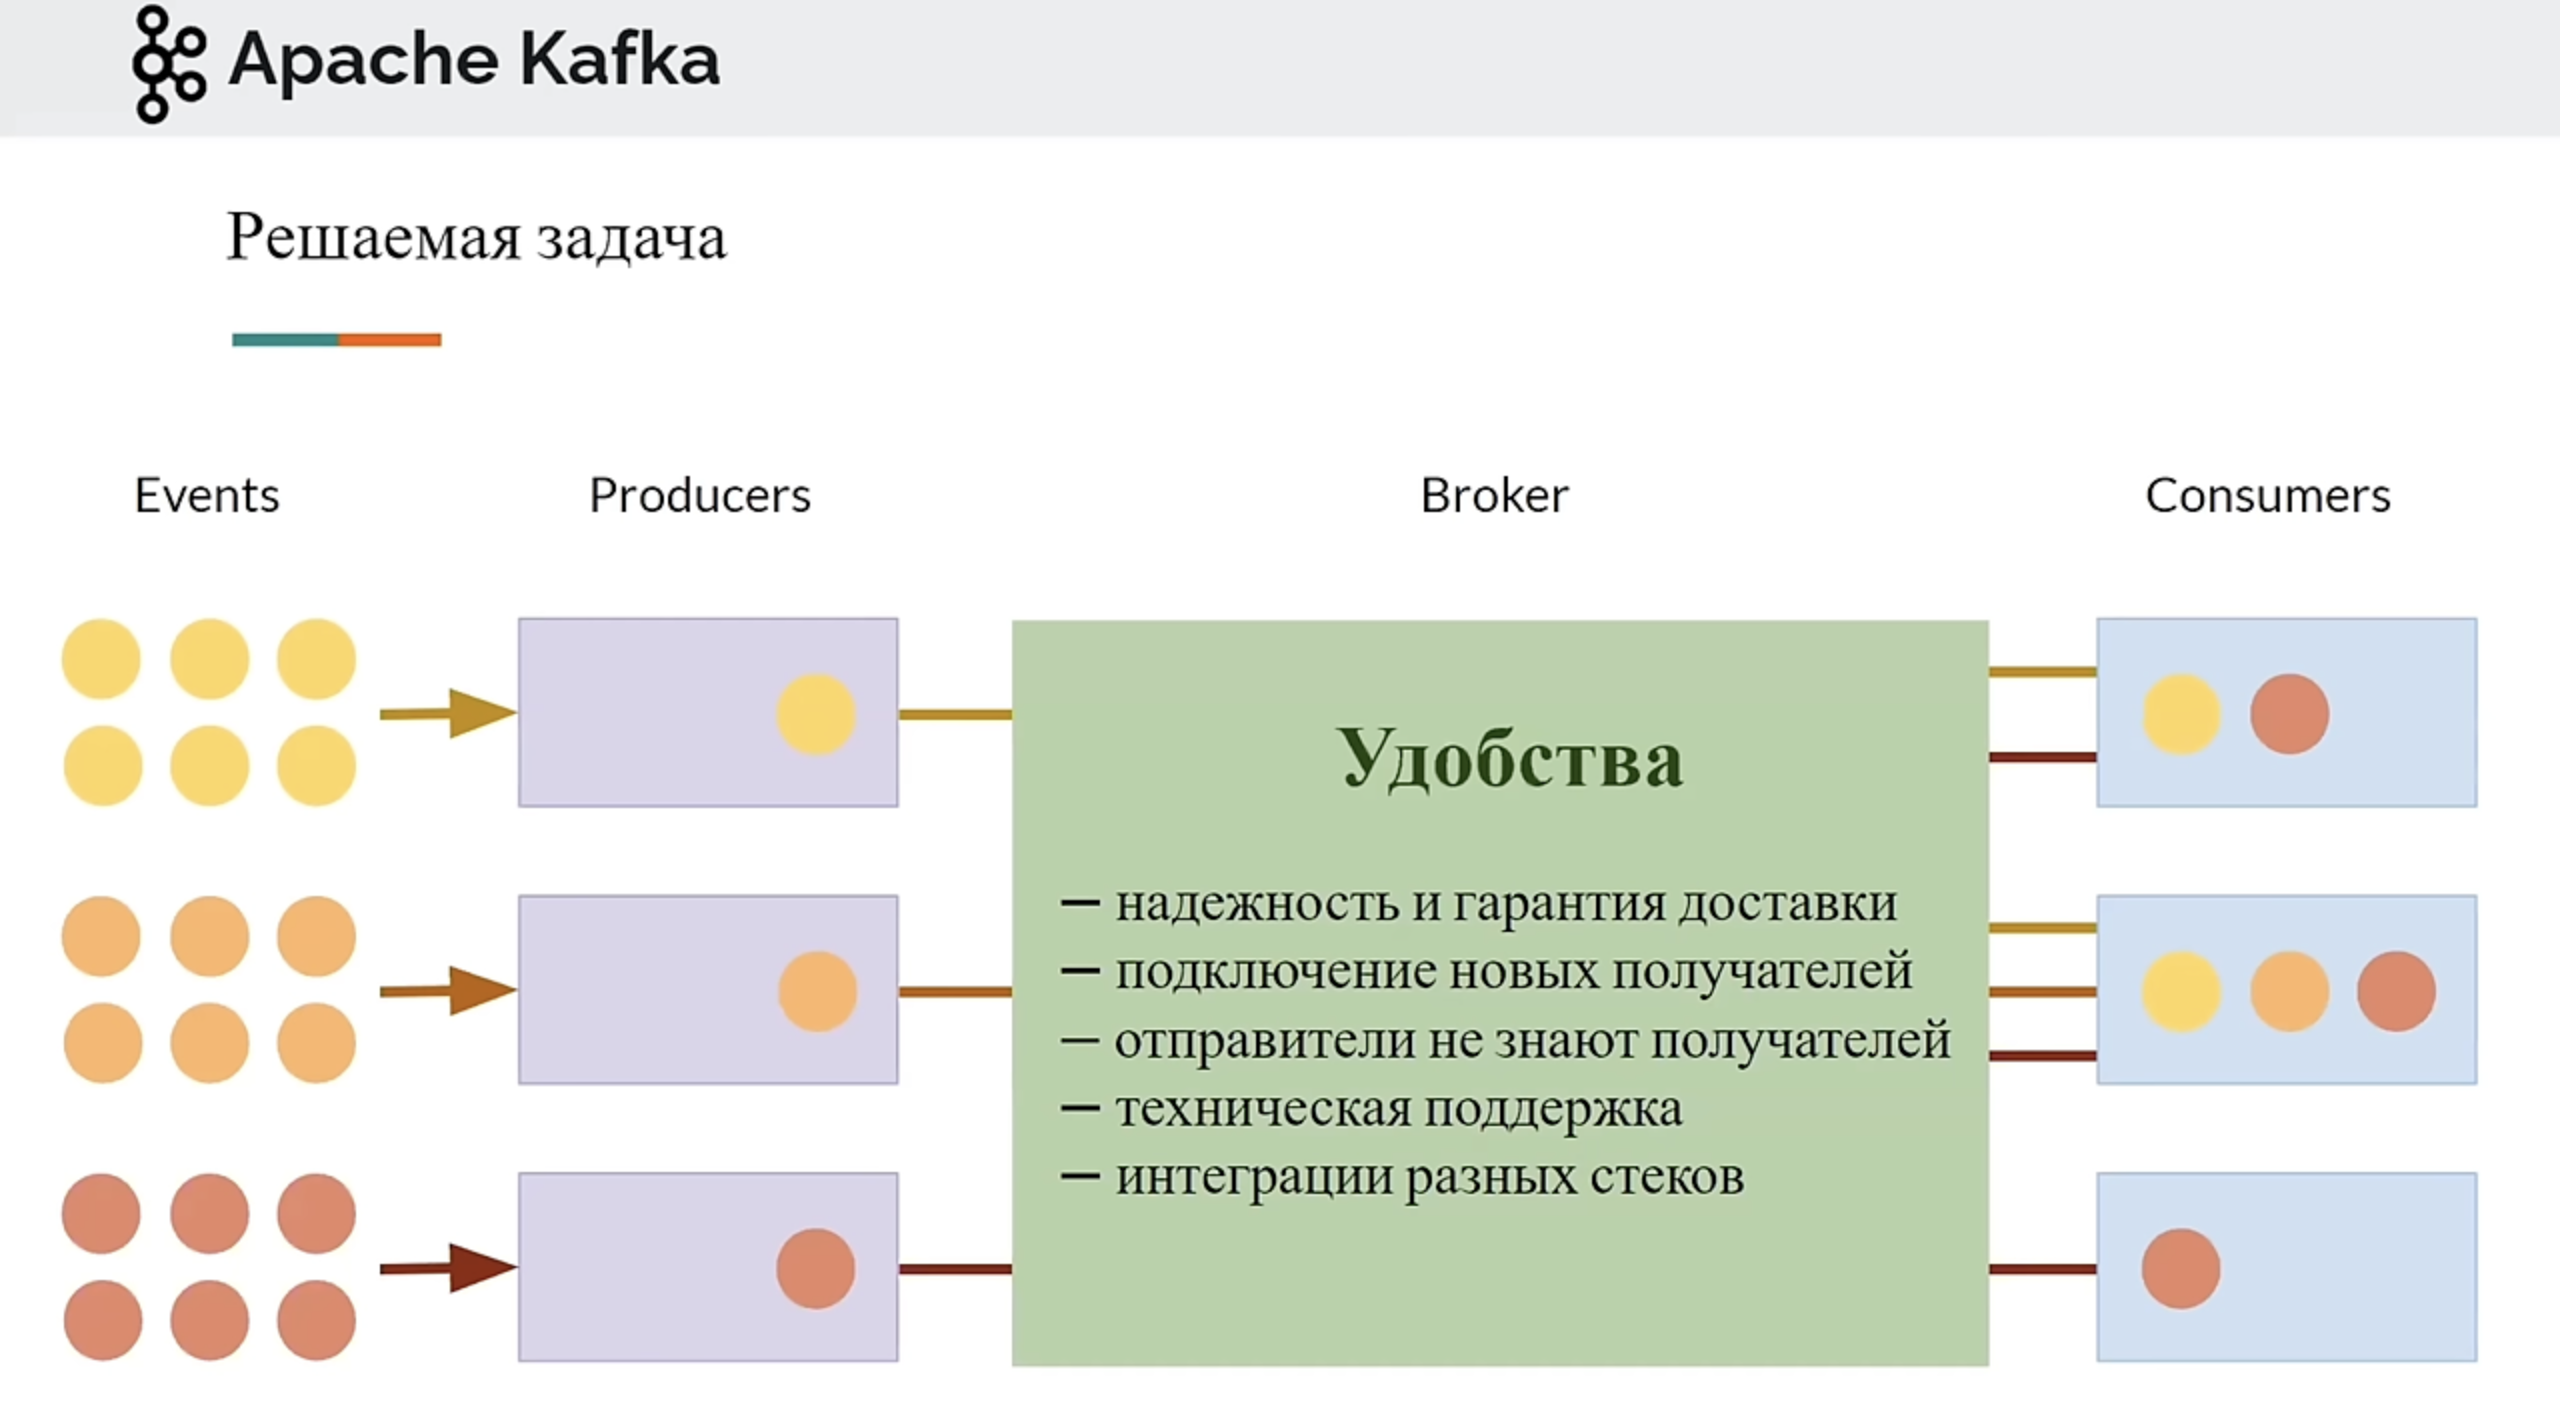 Apache Kafka
Решаемая задача
Events
Producers
Broker
Consumers
Удобства
— надежность и гарантия доставки
— подключение новых получателей
— отправители не знают получателей
— техническая поддержка
— интеграции разных стеков